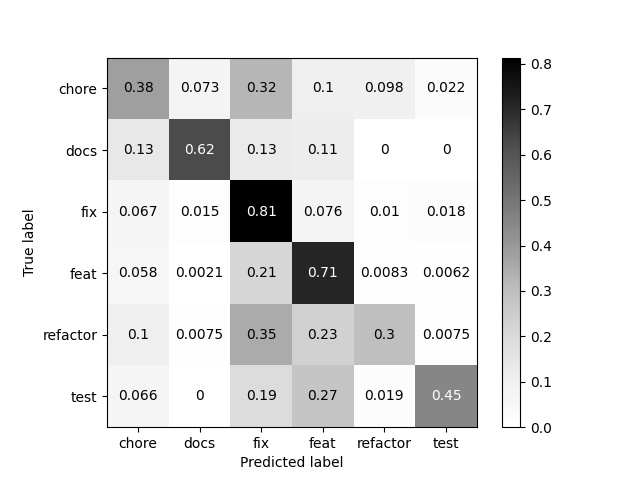 chore 0.38 0.073 0.32 0.1 0.098 0.022
docs 0.13 0.62 0.13 0.11 0 0
fix 0.067 0.015 0.81 0.076 0.01 0.018
feat 0.058 0.0021 0.21 0.71 0.0083 0.0062
refactor 0.1 0.0075 0.35 0.23 0.3 0.0075
test 0.066 0 0.19 0.27 0.019 0.45
chore docs fix feat refactor test
Predicted label
True label
0.8
0.7
0.6
0.5
0.4
0.3
0.2
0.1
0.0